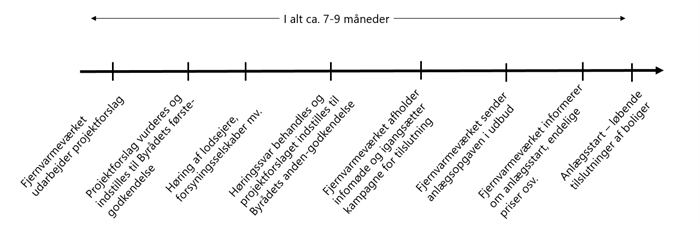 I alt ca. 7-9 måneder
Fjernvarmeværket
udarbejder projektforslag
Projektforslag vurderes og
indstilles til Byrådets første-
godkendelse
Høring af lodsejere,
forsyningsselskaber mv.
Høringssvar behandles og
projektforslaget indstilles til
Byrådets anden-godkendelse
Fjernvarmeværket afholder
infomøde og igangsætter
kampagne for tilslutning
Fjernvarmeværket sender
anlægsopgaven i udbud
Fjernvarmeværket informerer
om anlægsstart, endelige
priser osv.
Anlægsstart – løbende
tilslutninger af boliger